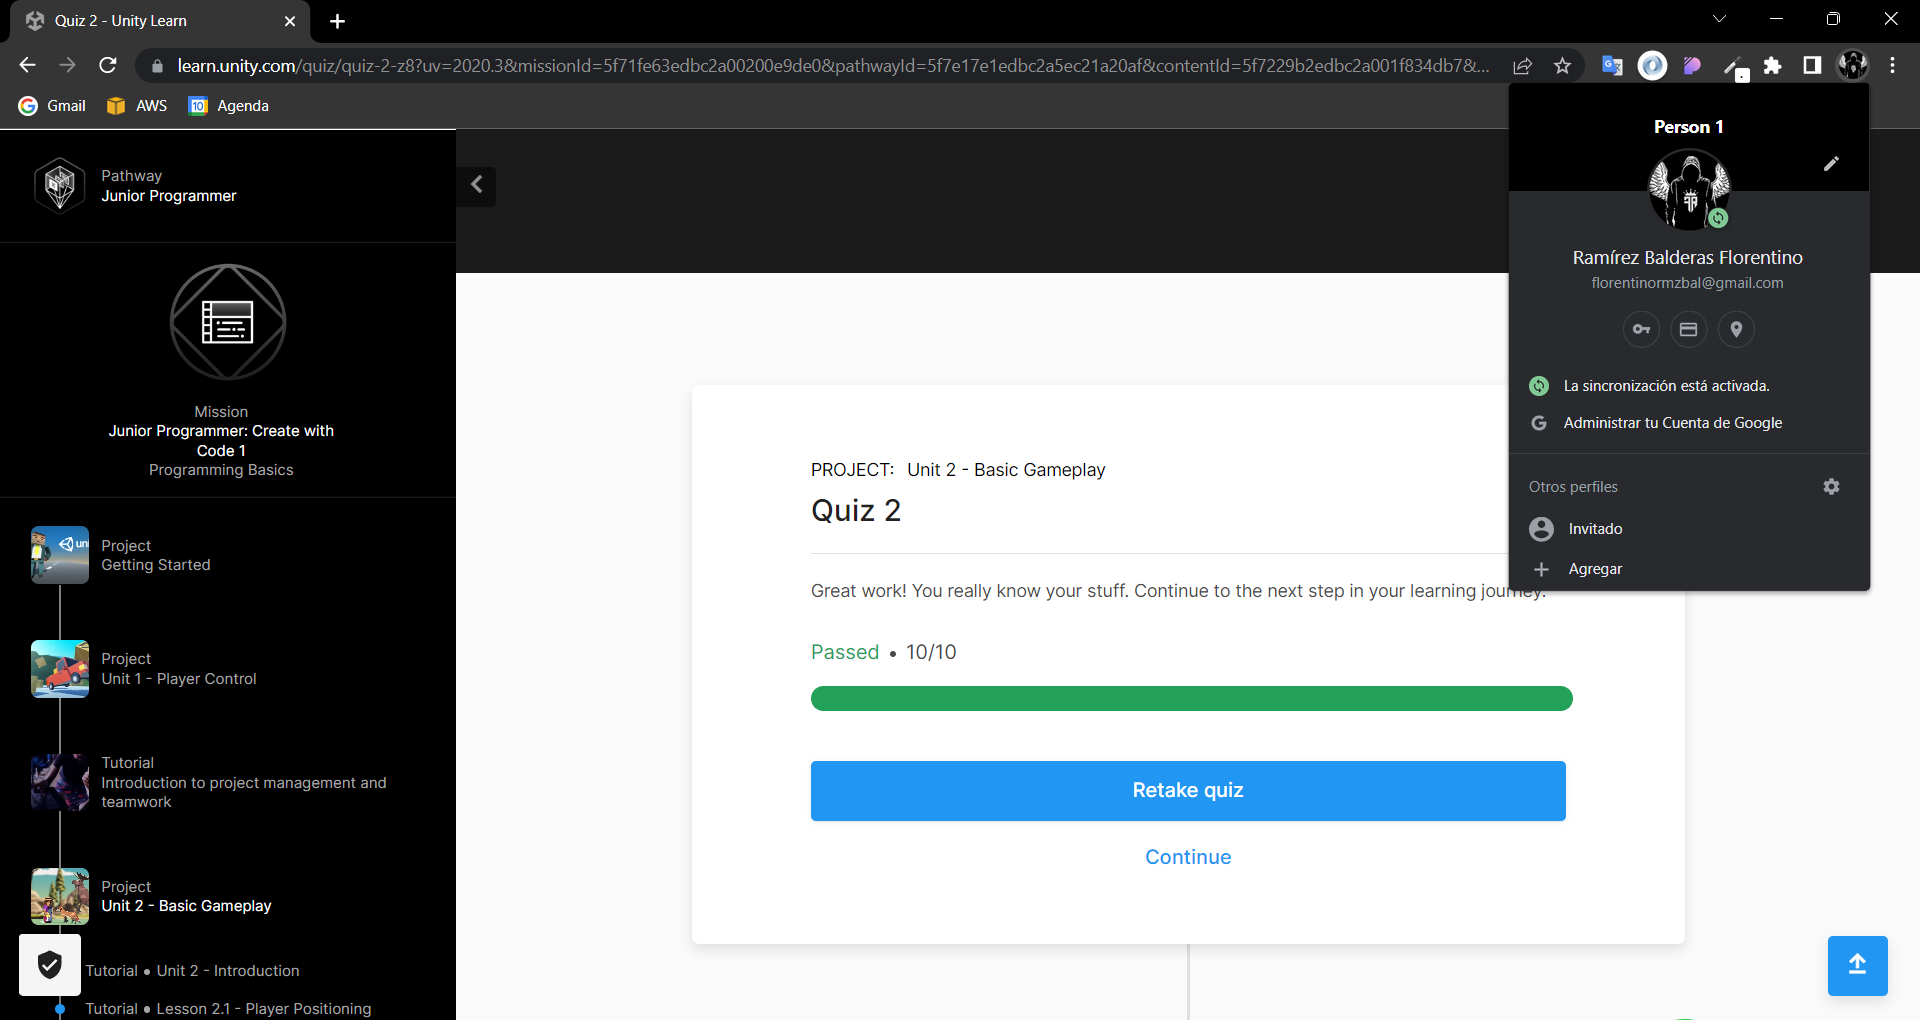 Quiz 2 - Unity Learn
learn.unity.com/quiz/quiz-2-z8?uv=2020.3&missionId=5f71fe63edbc2a00200e9de0&pathwayId=5f7e17e1edbc2a5ec21a20af&contentId=5f7229b2edbc2a001f834db7&...
Gmail
AWS
10
Agenda
Pathway
Junior Programmer
Mission
Junior Programmer: Create with
Code 1
Programming Basics
Project
Getting Started
Project
Unit 1 - Player Control
Tutorial
Introduction to project management and
teamwork
Project
Unit 2 - Basic Gameplay
Tutorial • Unit 2 - Introduction
Tutorial • Lesson 2.1 - Player Positioning
PROJECT: Unit 2 - Basic Gameplay
Quiz 2
Great work! You really know your stuff. Continue to the next step in your learning journey.
Passed • 10/10
Retake quiz
Continue
Person 1
Ramírez Balderas Florentino
florentinormzbal@gmail.com
La sincronización está activada.
Administrar tu Cuenta de Google
Otros perfiles
Invitado
Agregar